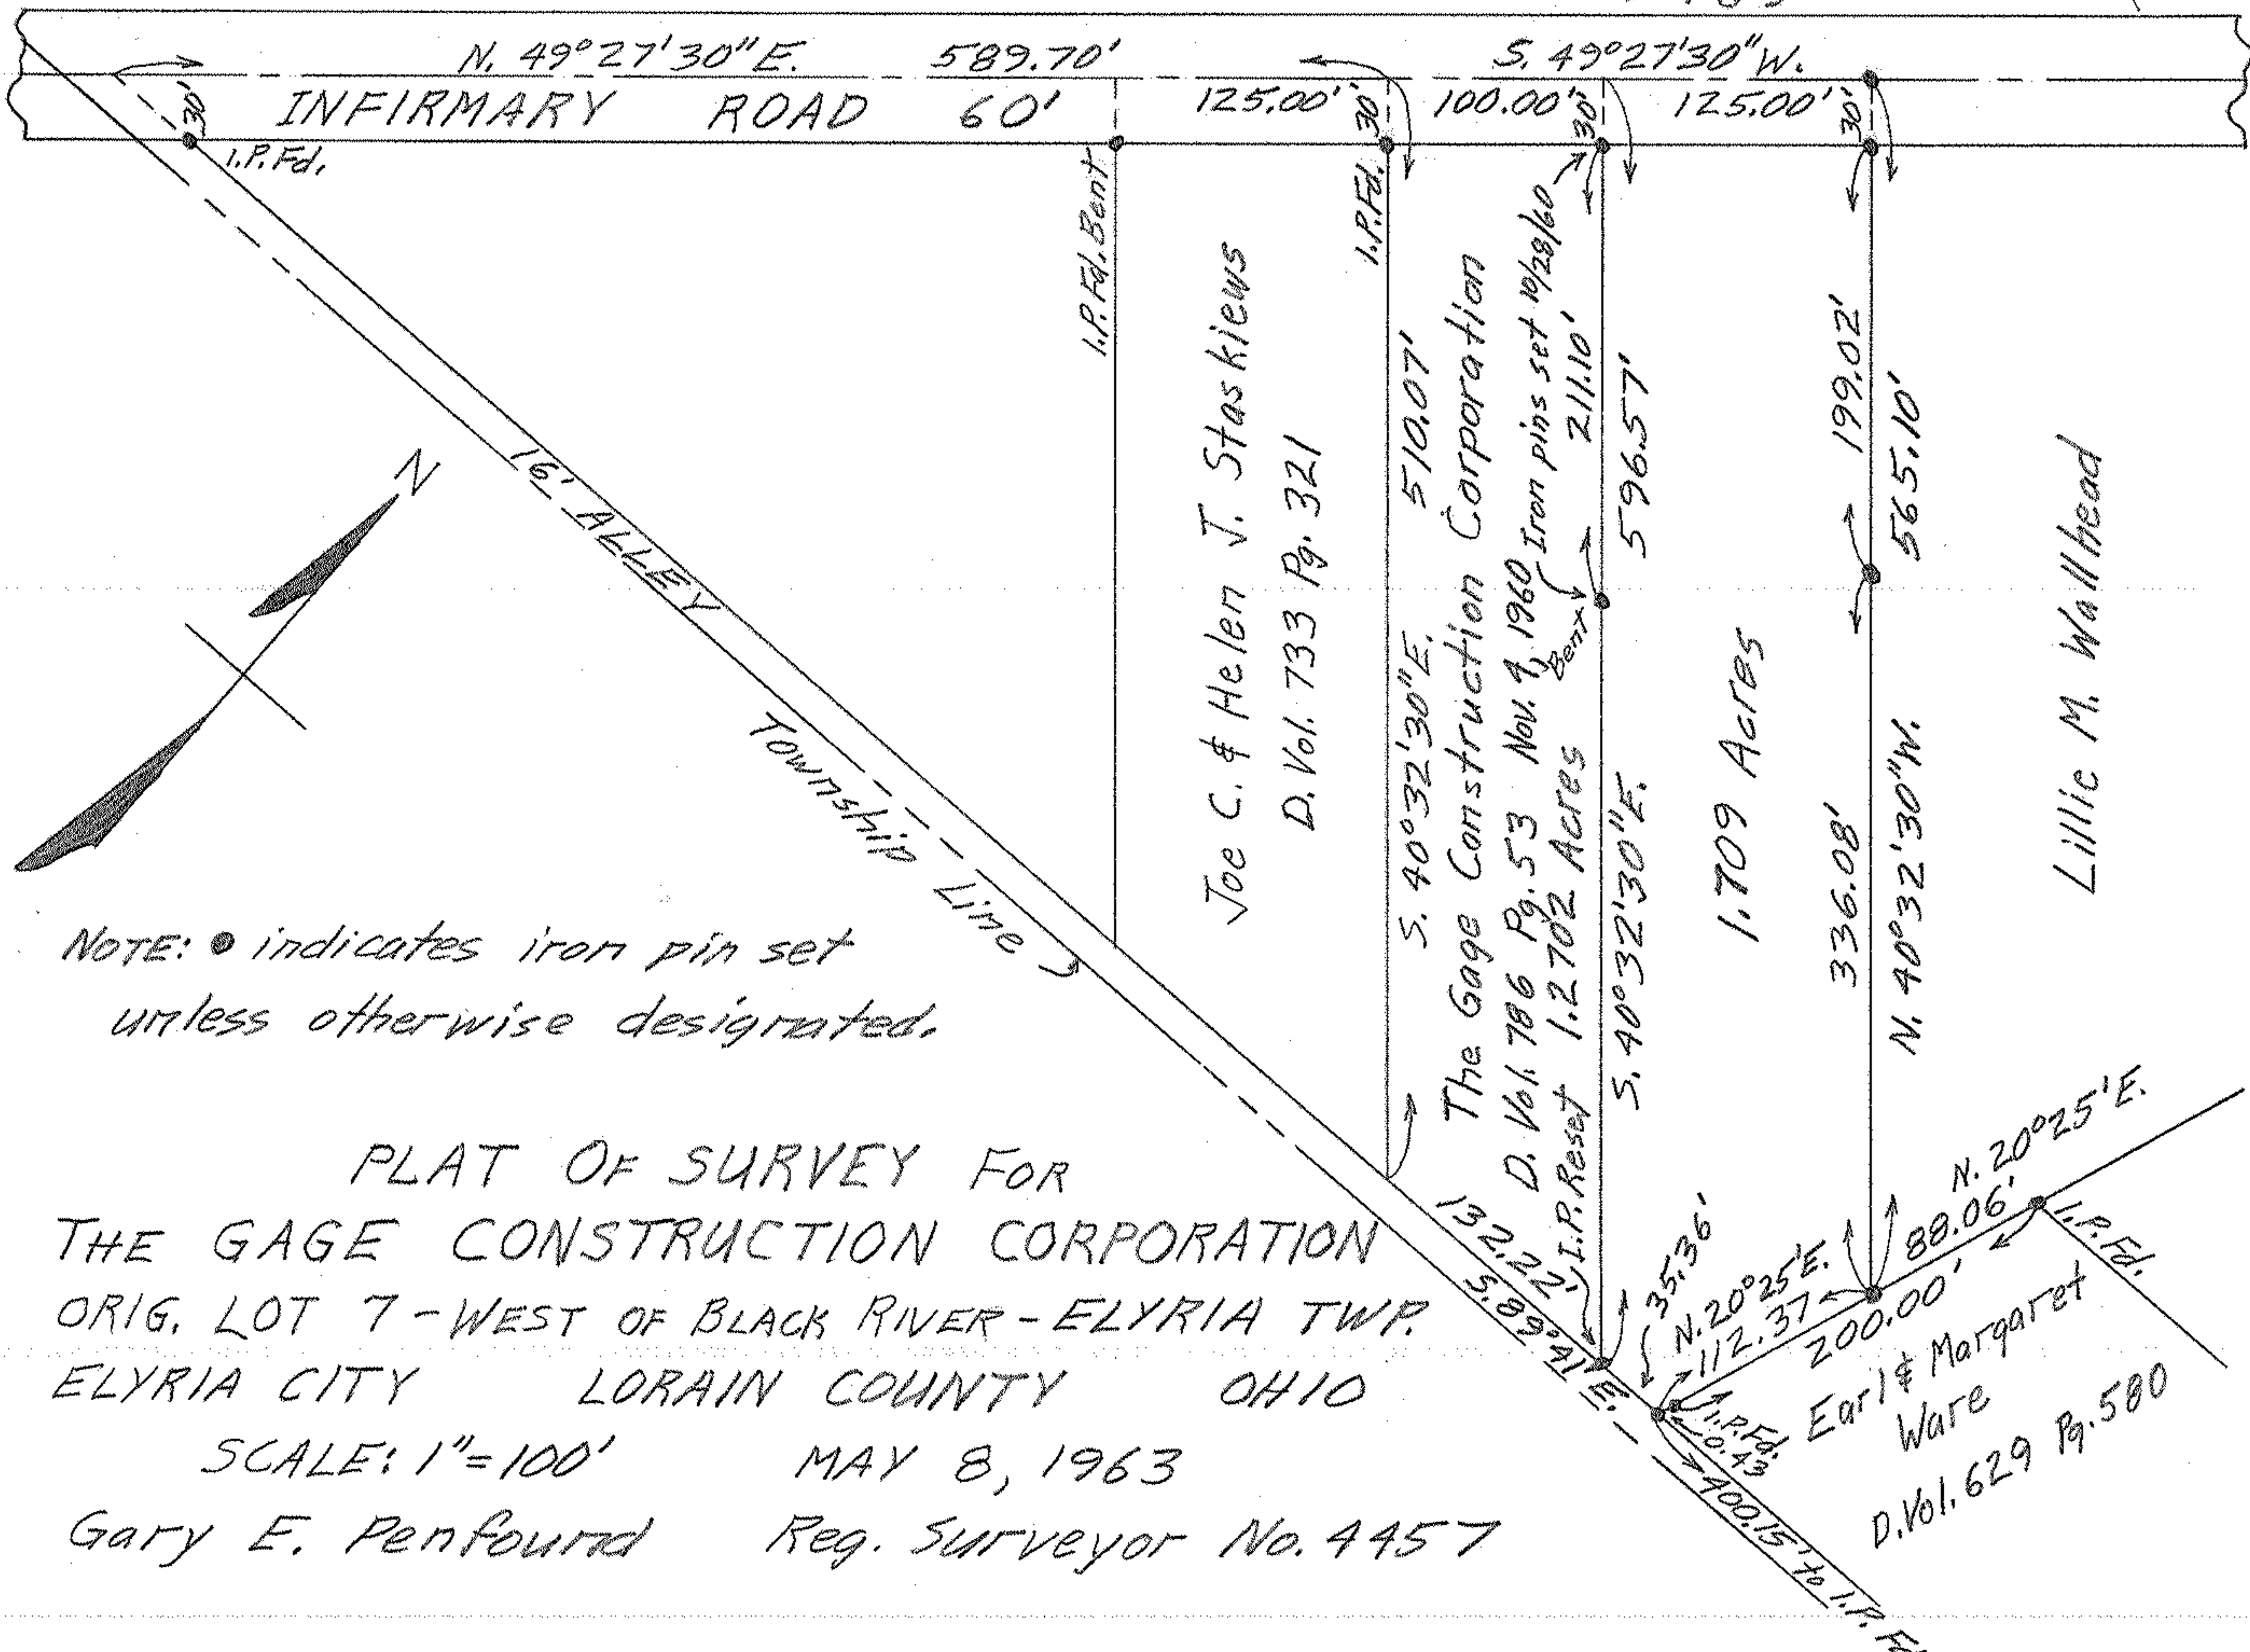 N. 49°27'30"E. 589.70'
S. 49°27'30"W.
INFIRMARY ROAD 60'
125.00'
100.00'
125.00'
30'
30'
30'
30'
I.P.Fd.
I.P.Fd.Bent
I.P.Fd.
Joe C. & Helen J. Staskiews
D. Vol. 733 Pg. 321
510.07'
S. 40°32'30"E.
The Gage Construction Corporation
D. Vol. 786 Pg. 53 Nov. 9, 1960
Iron pins set 10/28/60
Bent
I.P.Reset 1.2702 Acres
211.10'
596.57'
S. 40°32'30"E.
1.709 Acres
199.02'
336.08'
565.10'
N. 40°32'30"W.
Lillie M. Wallhead
N
16' ALLEY
Township Line
NOTE: ● indicates iron pin set
unless otherwise designated.
132.22'
S.89°41'E.
35.36'
N. 20°25'E.
112.37
N. 20°25'E.
88.06'
200.00'
I.P.Fd.
I.P.Fd.
0.43
Earl & Margaret
Ware
D.Vol. 629 Pg. 580
400.15' to I.P.
PLAT OF SURVEY FOR
THE GAGE CONSTRUCTION CORPORATION
ORIG. LOT 7 - WEST OF BLACK RIVER - ELYRIA TWP.
ELYRIA CITY LORAIN COUNTY OHIO
SCALE: 1"=100' MAY 8, 1963
Gary E. Penfound Reg. Surveyor No. 4457